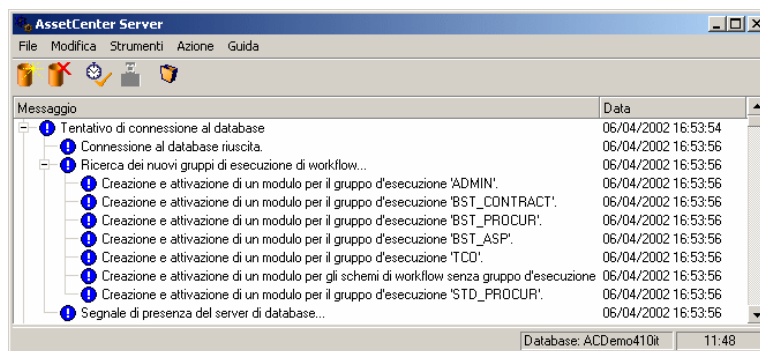 AssetCenter Server
File Modifica Strumenti Azione Guida
Messaggio Data
Tentativo di connessione al database 06/04/2002 16:53:54
Connessione al database riuscita. 06/04/2002 16:53:56
Ricerca dei nuovi gruppi di esecuzione di workflow... 06/04/2002 16:53:56
Creazione e attivazione di un modulo per il gruppo d'esecuzione 'ADMIN'. 06/04/2002 16:53:56
Creazione e attivazione di un modulo per il gruppo d'esecuzione 'BST_CONTRACT'. 06/04/2002 16:53:56
Creazione e attivazione di un modulo per il gruppo d'esecuzione 'BST_PROCUR'. 06/04/2002 16:53:56
Creazione e attivazione di un modulo per il gruppo d'esecuzione 'BST_ASP'. 06/04/2002 16:53:56
Creazione e attivazione di un modulo per il gruppo d'esecuzione 'TCO'. 06/04/2002 16:53:56
Creazione e attivazione di un modulo per gli schemi di workflow senza gruppo d'esecuzione 06/04/2002 16:53:56
Creazione e attivazione di un modulo per il gruppo d'esecuzione 'STD_PROCUR'. 06/04/2002 16:53:56
Segnale di presenza del server di database... 06/04/2002 16:53:56
Database: ACDemo410it 11:48